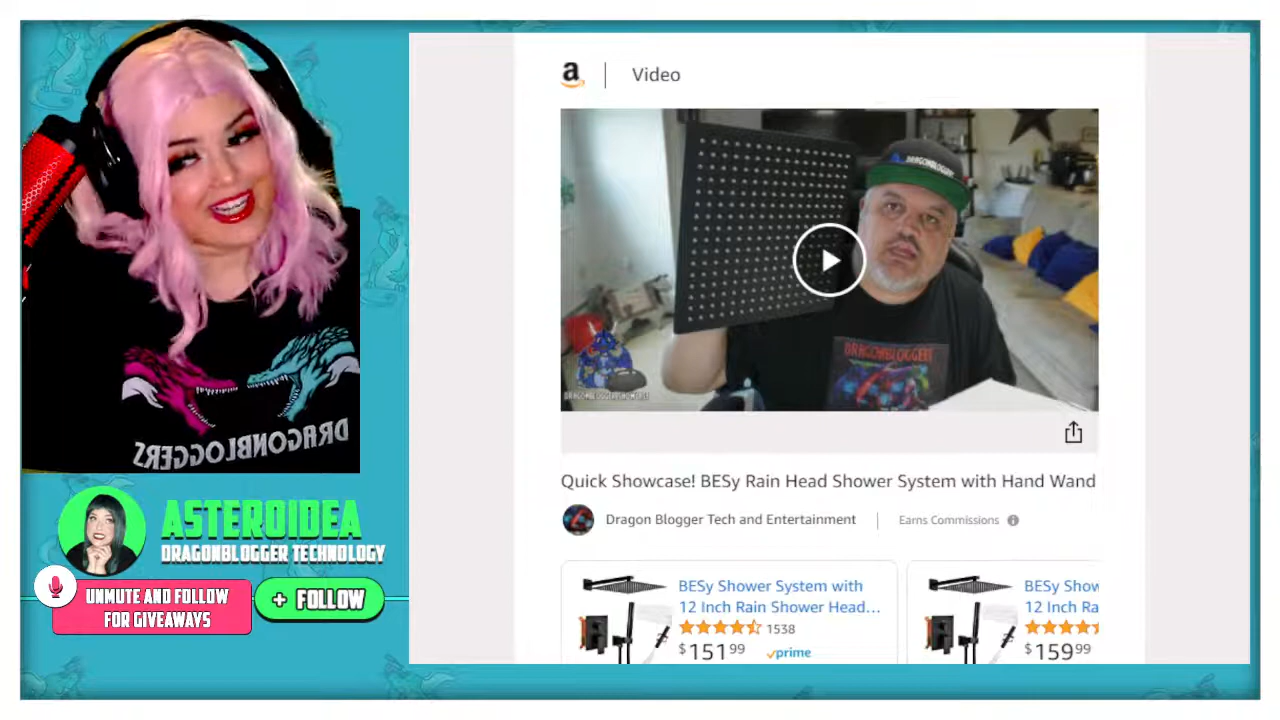 a | Video
DRAGONBLOGGER
DRAGONBLOGGERS
DRAGONBLOGGERSHOWCASE
DRAGONBLOGGERS
Quick Showcase! BESy Rain Head Shower System with Hand Wand
Dragon Blogger Tech and Entertainment | Earns Commissions
BESy Shower System with
12 Inch Rain Shower Head...
1538
$151 99 prime
BESy Show
12 Inch Ra
$159 99
ASTEROIDEA
DRAGONBLOGGER TECHNOLOGY
UNMUTE AND FOLLOW
FOR GIVEAWAYS
+ FOLLOW